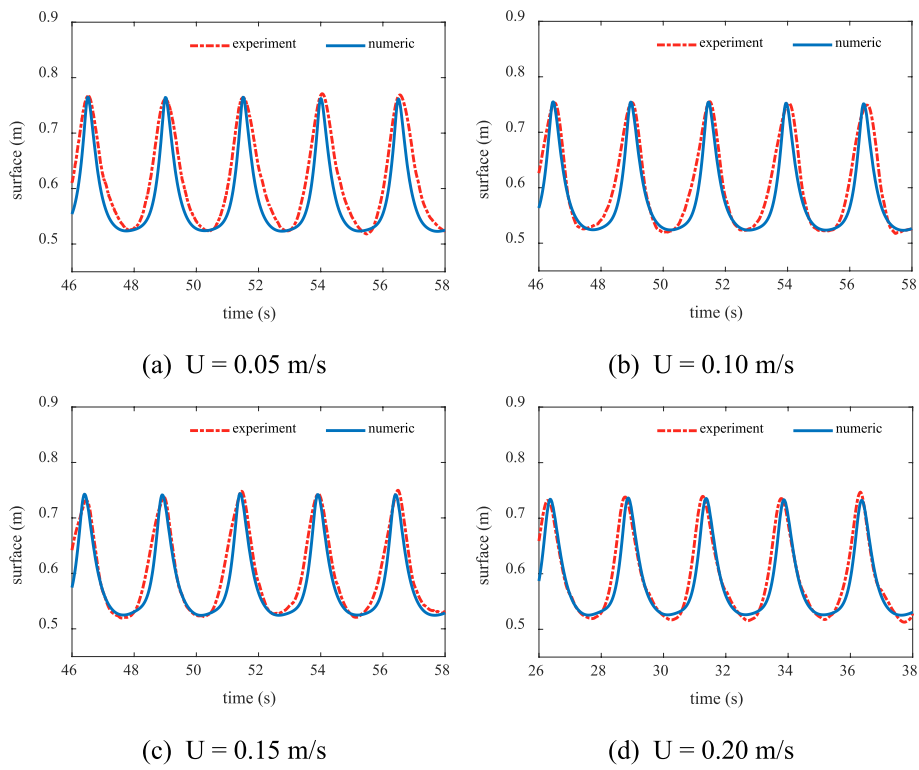 0.9
experiment numeric
0.8
0.7
surface (m)
0.6
0.5
46 48 50 52 54 56 58
time (s)
(a) U = 0.05 m/s
0.9
experiment numeric
0.8
0.7
surface (m)
0.6
0.5
46 48 50 52 54 56 58
time (s)
(b) U = 0.10 m/s
0.9
experiment numeric
0.8
0.7
surface (m)
0.6
0.5
46 48 50 52 54 56 58
time (s)
(c) U = 0.15 m/s
0.9
experiment numeric
0.8
0.7
surface (m)
0.6
0.5
26 28 30 32 34 36 38
time (s)
(d) U = 0.20 m/s